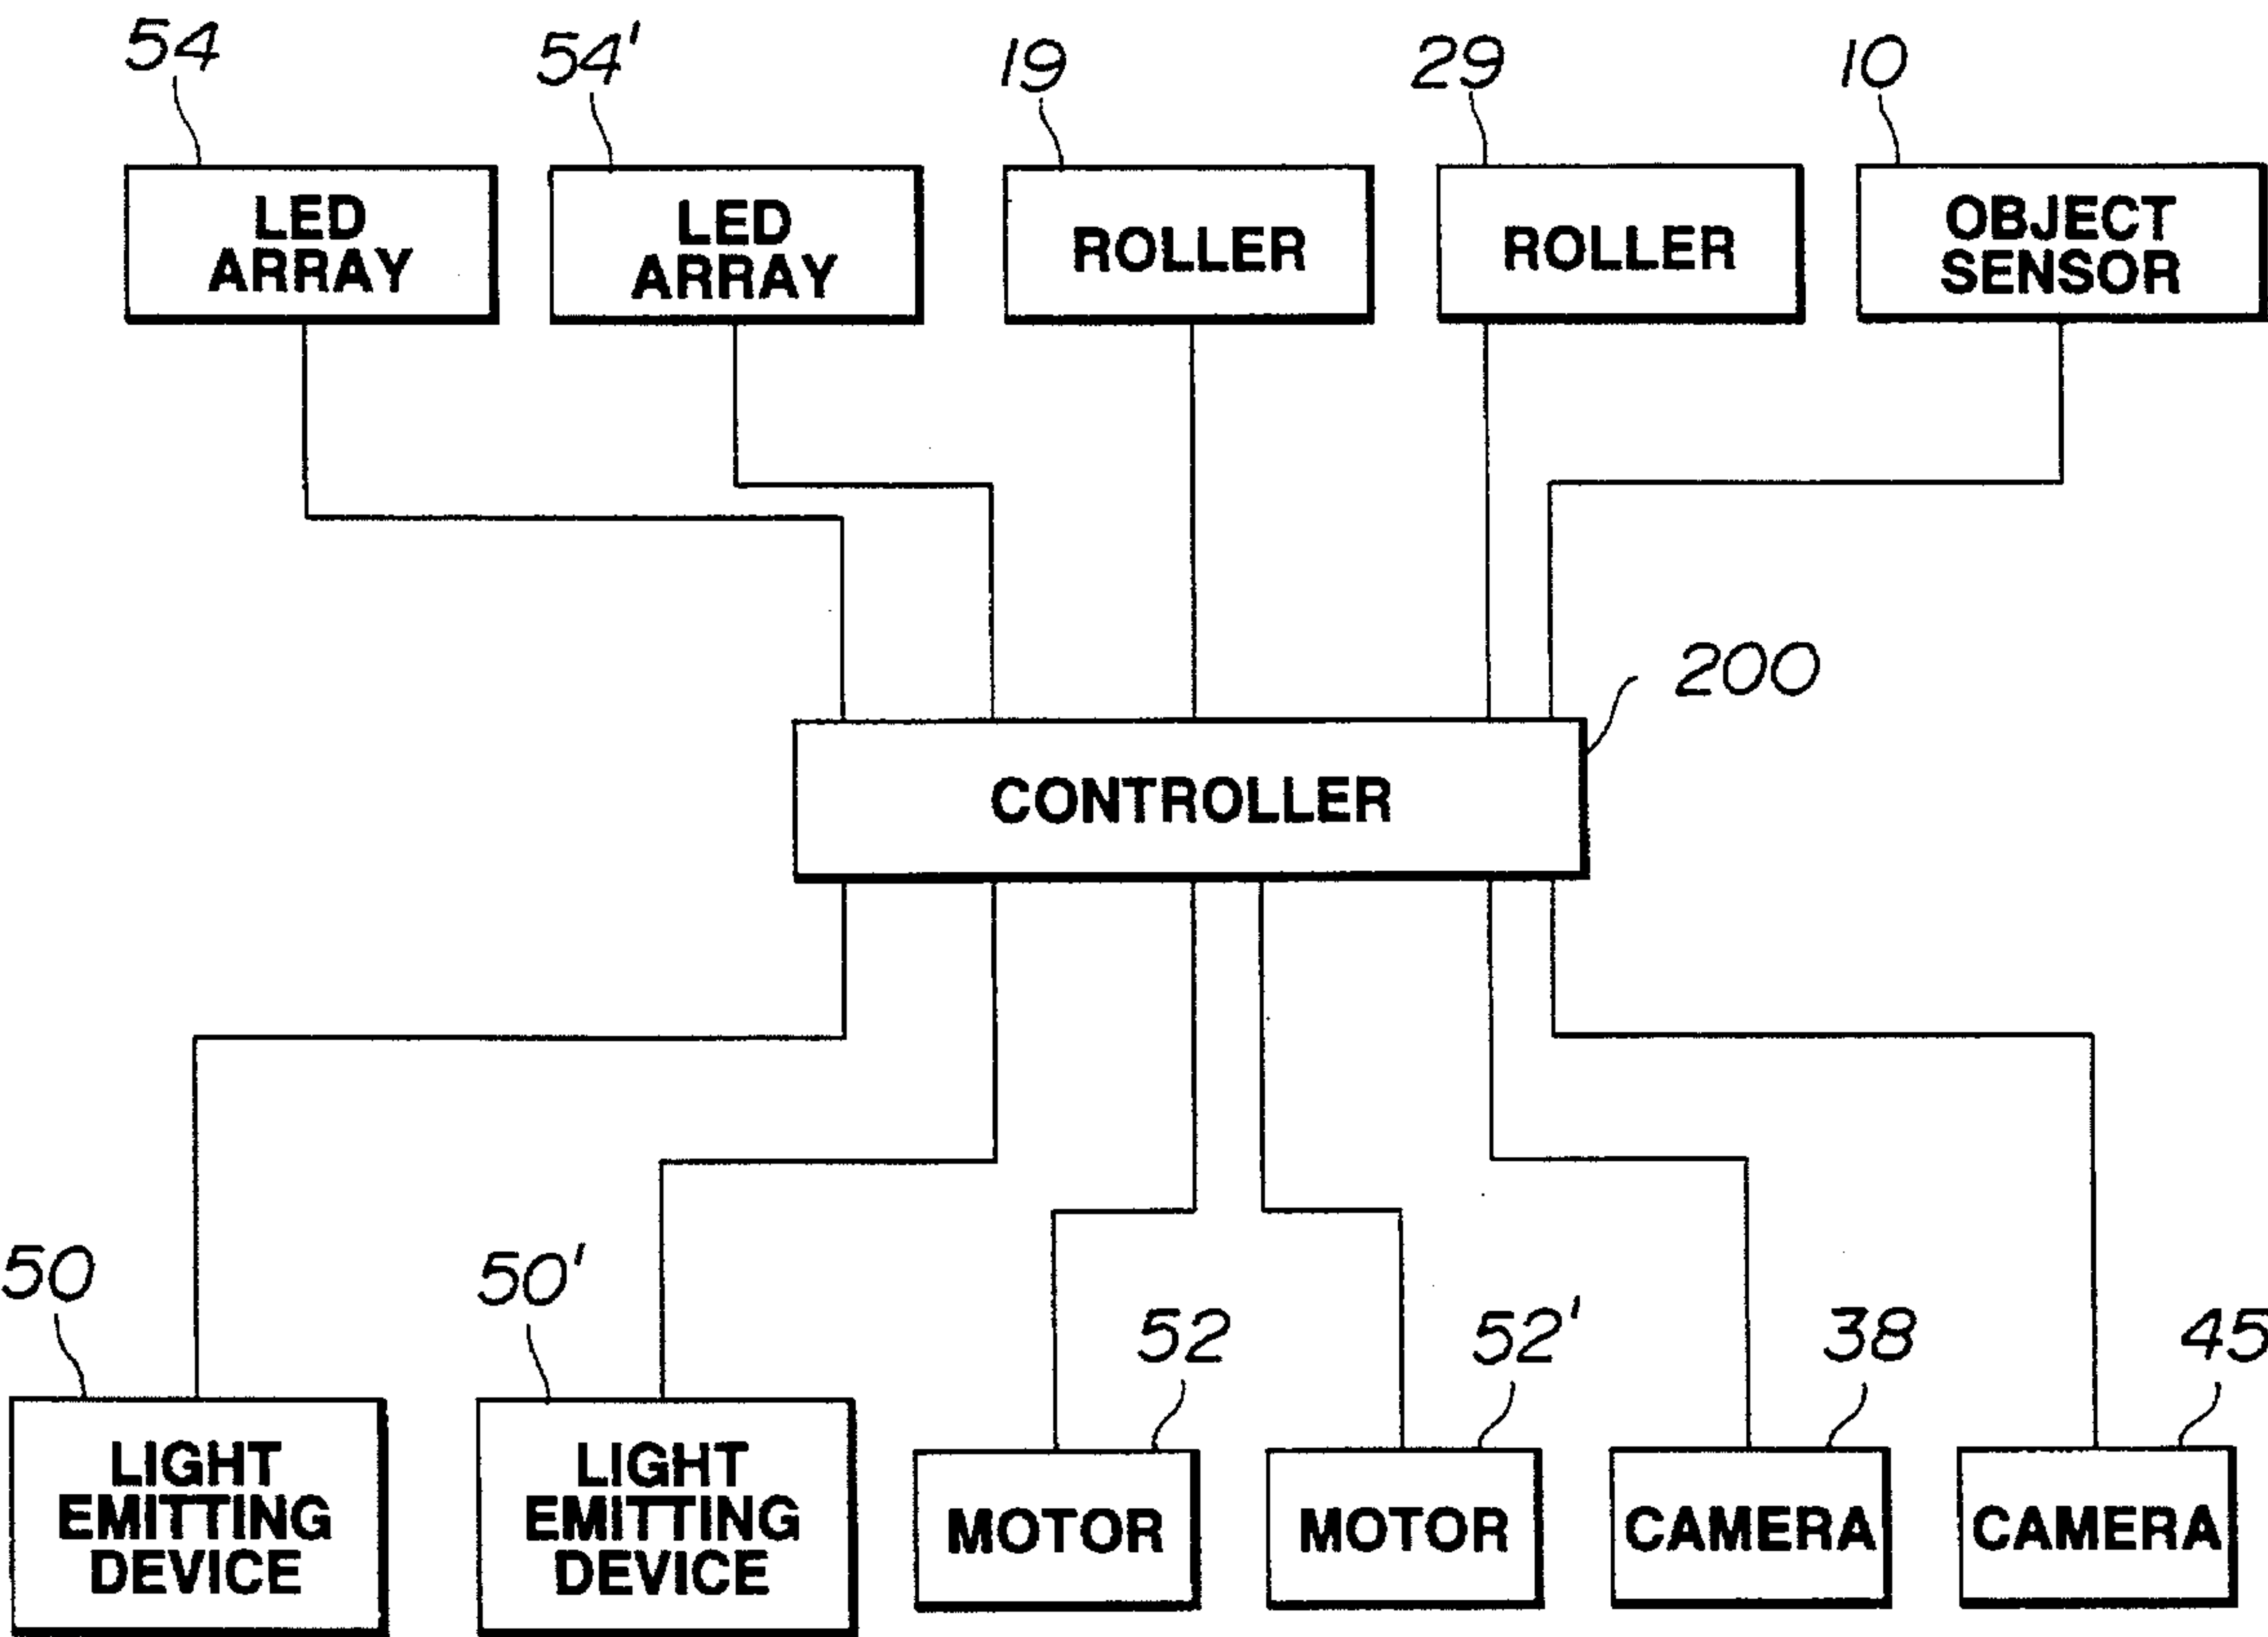 54
54'
19
29
10
LED
ARRAY
LED
ARRAY
ROLLER
ROLLER
OBJECT
SENSOR
200
CONTROLLER
50
50'
52
52'
38
45
LIGHT
EMITTING
DEVICE
LIGHT
EMITTING
DEVICE
MOTOR
MOTOR
CAMERA
CAMERA